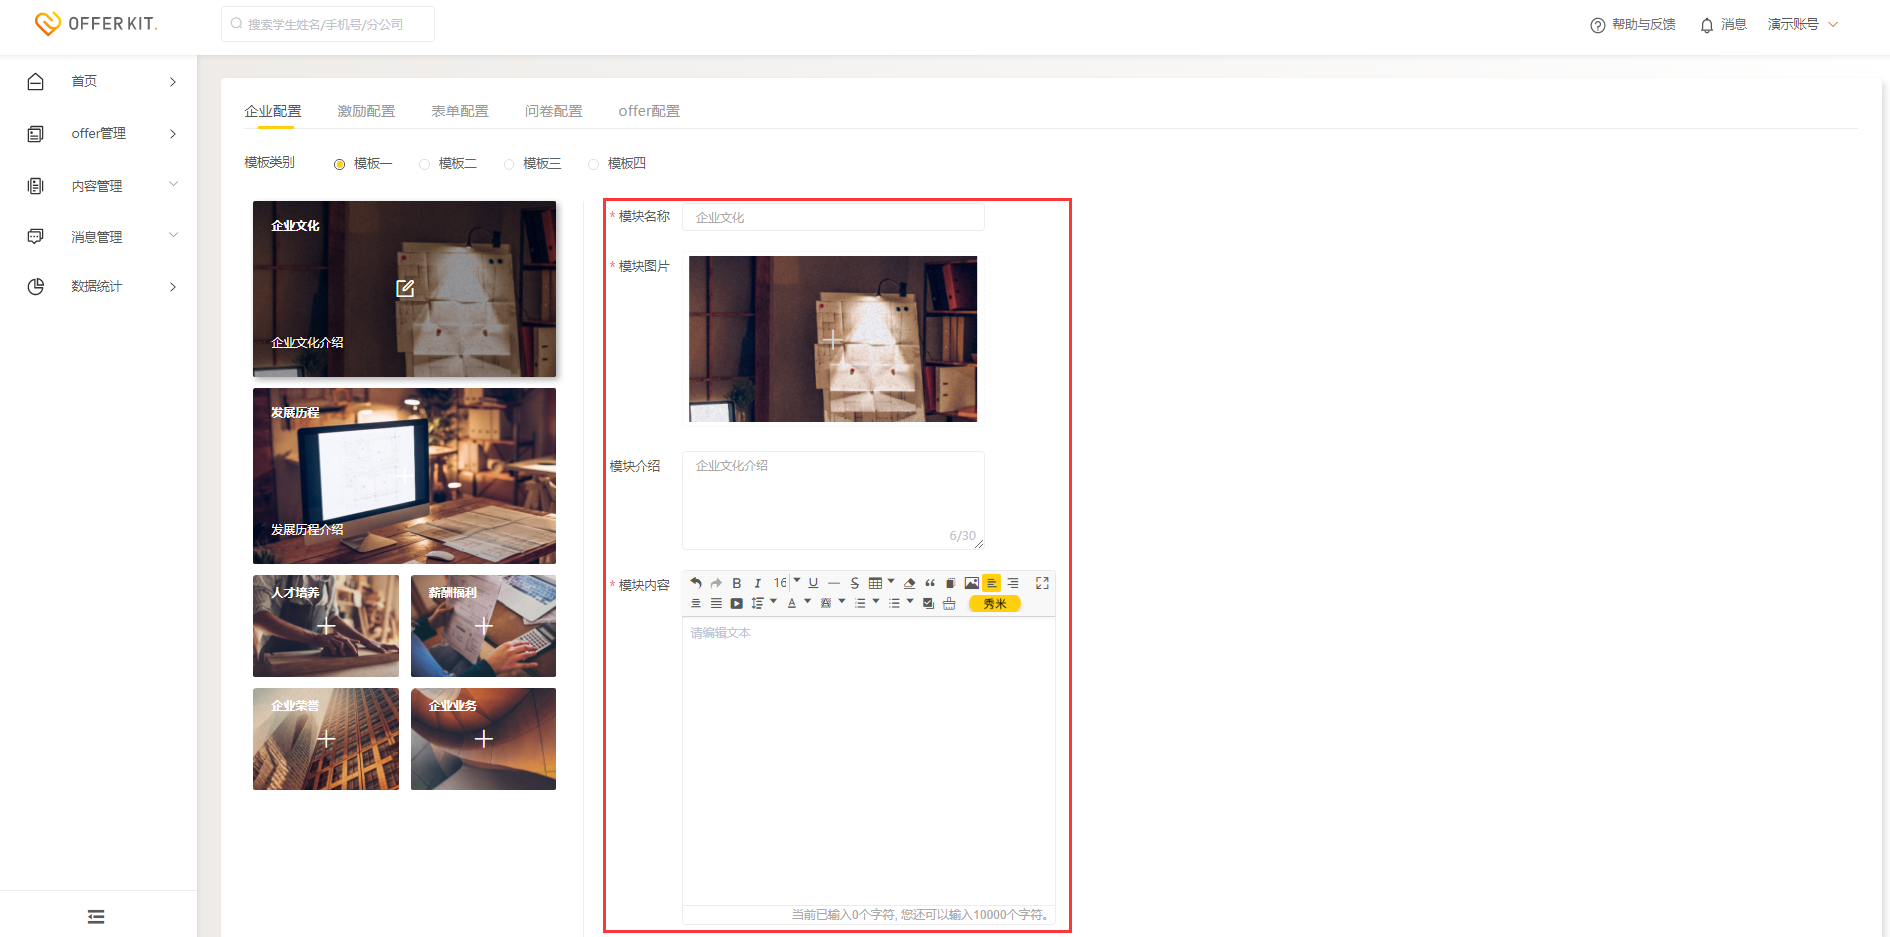 OFFER KIT.
搜索学生姓名/手机号/分公司
帮助与反馈
消息
演示账号
首页
offer管理
内容管理
消息管理
数据统计
企业配置
激励配置
表单配置
问卷配置
offer配置
模板类别
模板一
模板二
模板三
模板四
企业文化
企业文化介绍
发展历程
发展历程介绍
人才培养
薪酬福利
企业荣誉
企业业务
* 模块名称
企业文化
* 模块图片
模块介绍
企业文化介绍
6/30
* 模块内容
B I 16 U S
A
秀米
请编辑文本
当前已输入0个字符, 您还可以输入10000个字符。